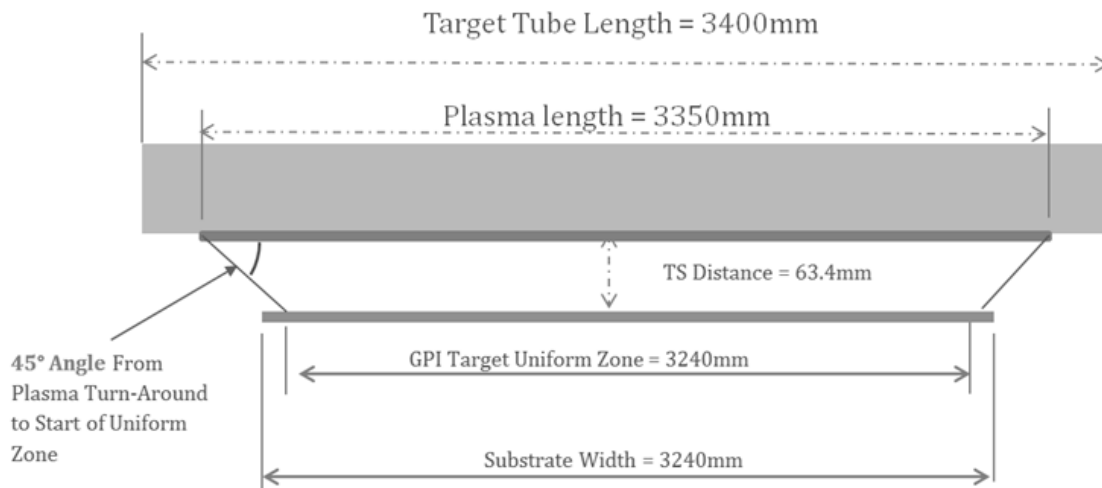 Target Tube Length = 3400mm
Plasma length = 3350mm
TS Distance = 63.4mm
45° Angle From
Plasma Turn-Around
to Start of Uniform
Zone
GPI Target Uniform Zone = 3240mm
Substrate Width = 3240mm